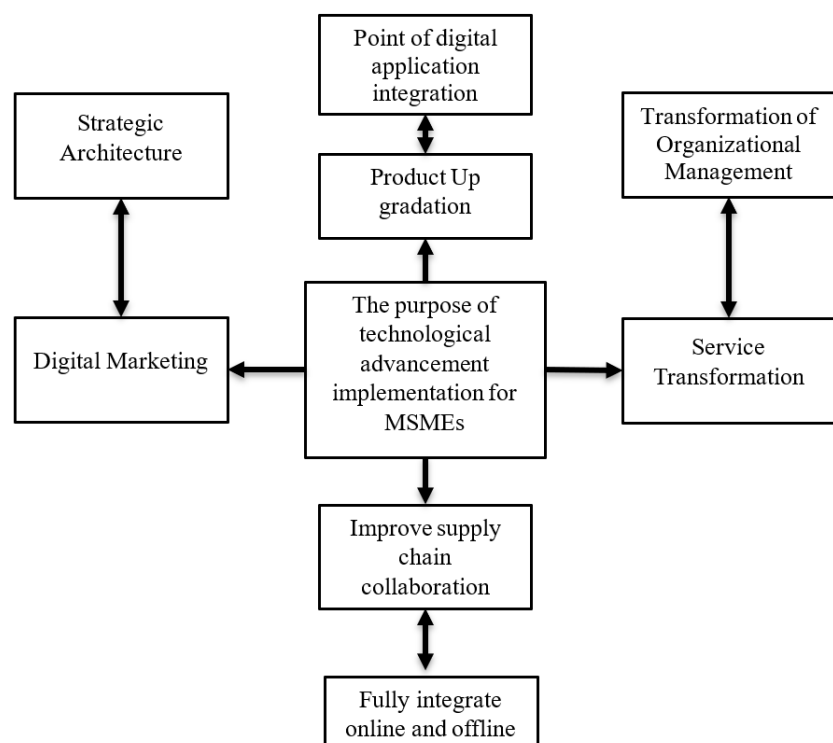 Point of digital
application
integration
Strategic
Architecture
Transformation of
Organizational
Management
Product Up
gradation
The purpose of
technological
advancement
implementation for
MSMEs
Digital Marketing
Service
Transformation
Improve supply
chain
collaboration
Fully integrate
online and offline